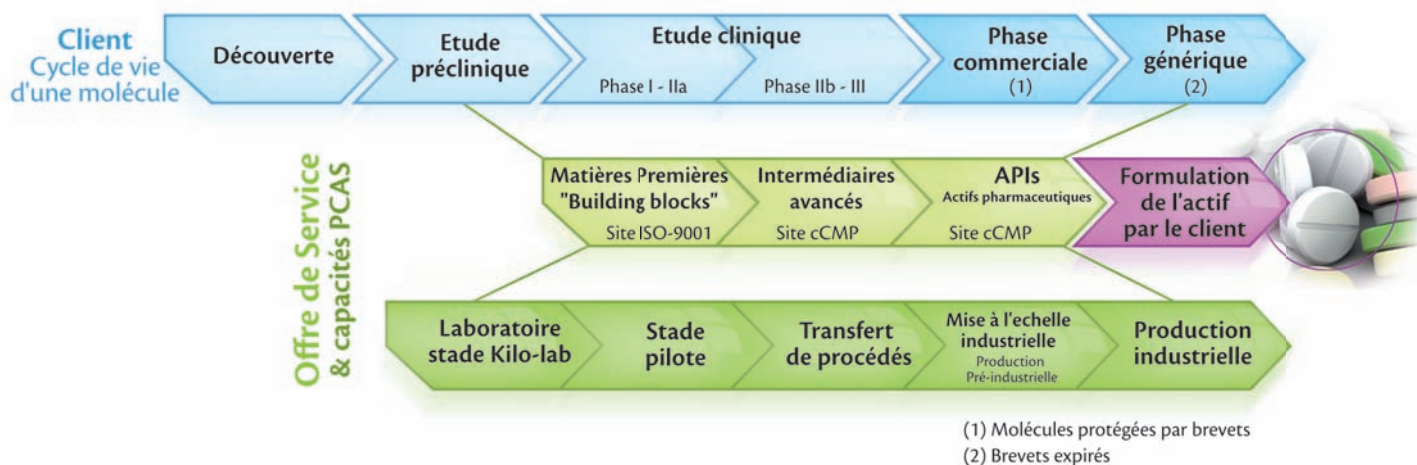 Client
Cycle de vie
d'une molécule
Découverte
Etude
préclinique
Etude clinique
Phase I - IIa
Phase IIb - III
Phase
commerciale
(1)
Phase
générique
(2)
Offre de Service
& capacités PCAS
Matières Premières
"Building blocks"
Site ISO-9001
Intermédiaires
avancés
Site cCMP
APIs
Actifs pharmaceutiques
Site cCMP
Formulation
de l'actif
par le client
Laboratoire
stade Kilo-lab
Stade
pilote
Transfert
de procédés
Mise à l'echelle
industrielle
Production
Pré-industrielle
Production
industrielle
(1) Molécules protégées par brevets
(2) Brevets expirés